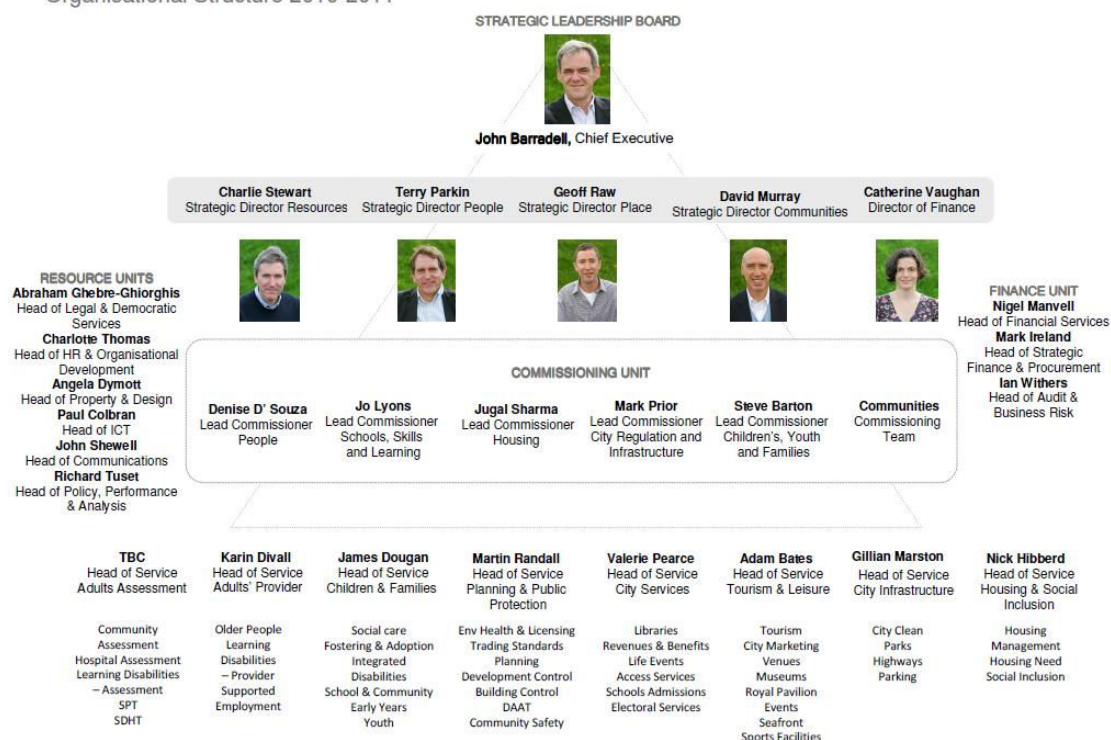 Organisational Structure 2010-2011
STRATEGIC LEADERSHIP BOARD
John Barradell, Chief Executive
Charlie Stewart
Strategic Director Resources
Terry Parkin
Strategic Director People
Geoff Raw
Strategic Director Place
David Murray
Strategic Director Communities
Catherine Vaughan
Director of Finance
RESOURCE UNITS
Abraham Ghebre-Ghiorghis
Head of Legal & Democratic
Services
Charlotte Thomas
Head of HR & Organisational
Development
Angela Dymott
Head of Property & Design
Paul Colbran
Head of ICT
John Shewell
Head of Communications
Richard Tuset
Head of Policy, Performance
& Analysis
FINANCE UNIT
Nigel Manvell
Head of Financial Services
Mark Ireland
Head of Strategic
Finance & Procurement
Ian Withers
Head of Audit &
Business Risk
COMMISSIONING UNIT
Denise D' Souza
Lead Commissioner
People
Jo Lyons
Lead Commissioner
Schools, Skills
and Learning
Jugal Sharma
Lead Commissioner
Housing
Mark Prior
Lead Commissioner
City Regulation and
Infrastructure
Steve Barton
Lead Commissioner
Children's, Youth
and Families
Communities
Commissioning
Team
TBC
Head of Service
Adults Assessment
Community
Assessment
Hospital Assessment
Learning Disabilities
– Assessment
SPT
SDHT
Karin Divall
Head of Service
Adults' Provider
Older People
Learning
Disabilities
– Provider
Supported
Employment
James Dougan
Head of Service
Children & Families
Social care
Fostering & Adoption
Integrated
Disabilities
School & Community
Early Years
Youth
Martin Randall
Head of Service
Planning & Public
Protection
Env Health & Licensing
Trading Standards
Planning
Development Control
Building Control
DAAT
Community Safety
Valerie Pearce
Head of Service
City Services
Libraries
Revenues & Benefits
Life Events
Access Services
Schools Admissions
Electoral Services
Adam Bates
Head of Service
Tourism & Leisure
Tourism
City Marketing
Venues
Museums
Royal Pavilion
Events
Seafront
Sports Facilities
Gillian Marston
Head of Service
City Infrastructure
City Clean
Parks
Highways
Parking
Nick Hibberd
Head of Service
Housing & Social
Inclusion
Housing
Management
Housing Need
Social Inclusion